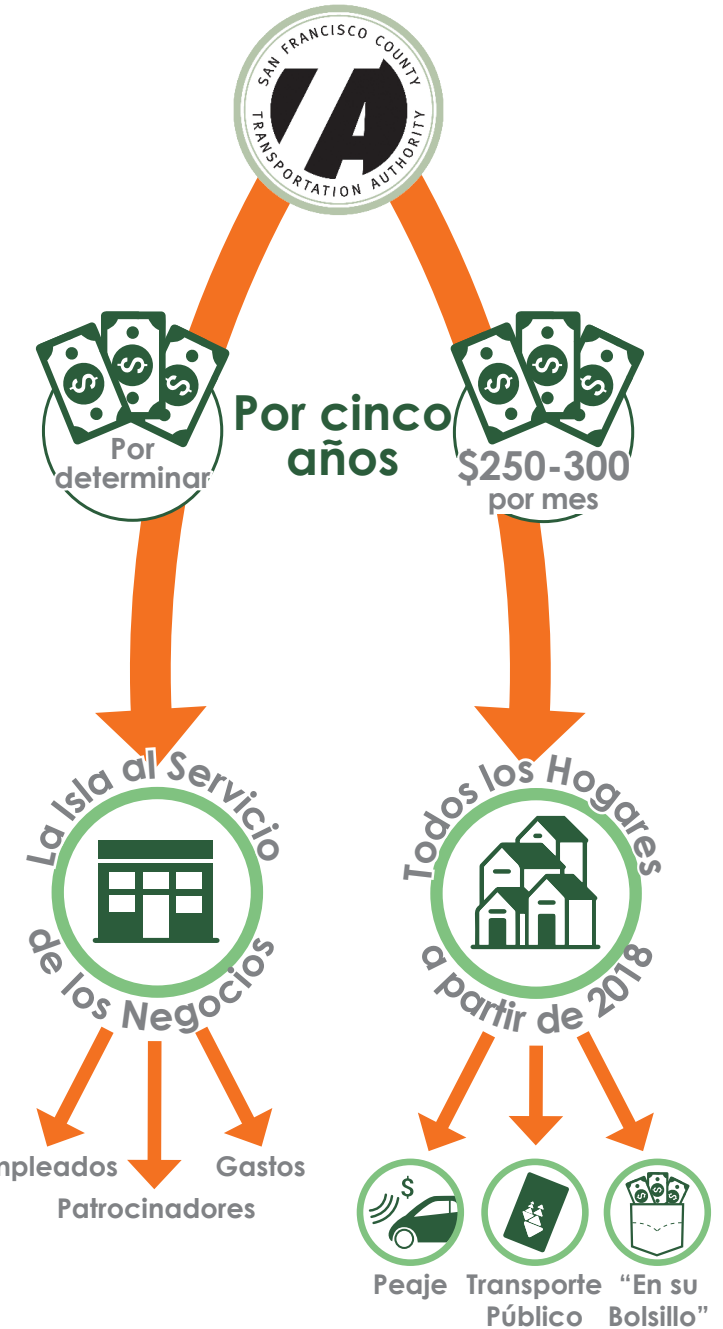 SAN FRANCISCO COUNTY
TRANSPORTATION AUTHORITY
Por
determinar
Por cinco
años
$250-300
por mes
La Isla al Servicio
de los Negocios
Todos los Hogares
a partir de 2018
mpleados
Gastos
Patrocinadores
Peaje
Transporte
Público
“En su
Bolsillo”